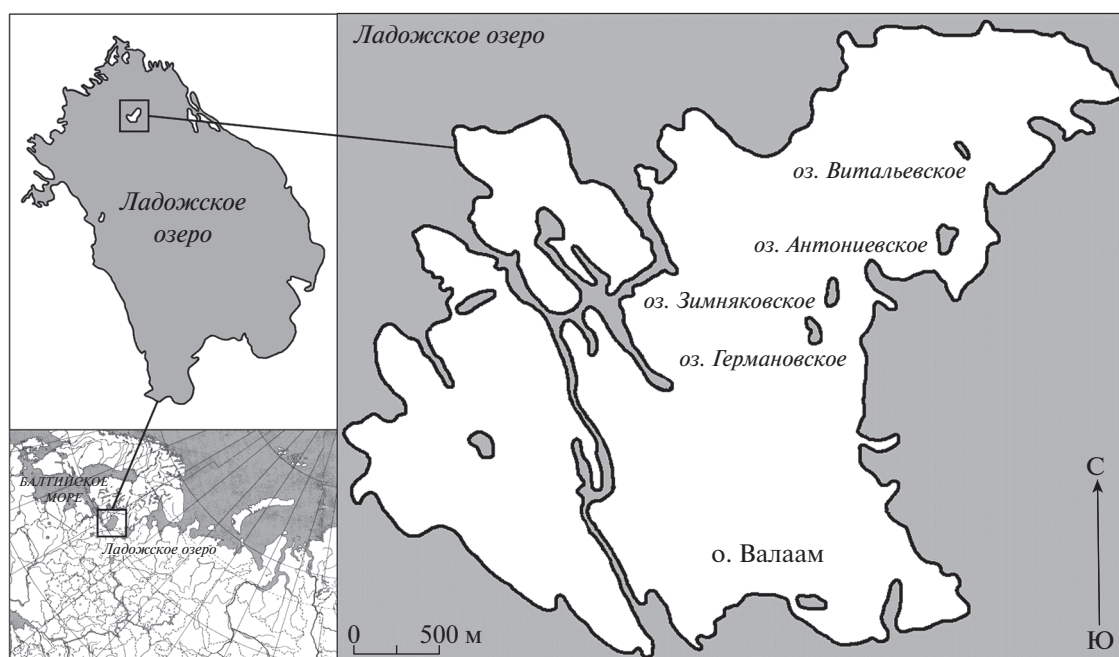 Ладожское озеро
Ладожское
озеро
БАЛТИЙСКОЕ
МОРЕ
Ладожское озеро
оз. Витальевское
оз. Антониевское
оз. Зимняковское
оз. Германовское
о. Валаам
0 500 м
С
Ю